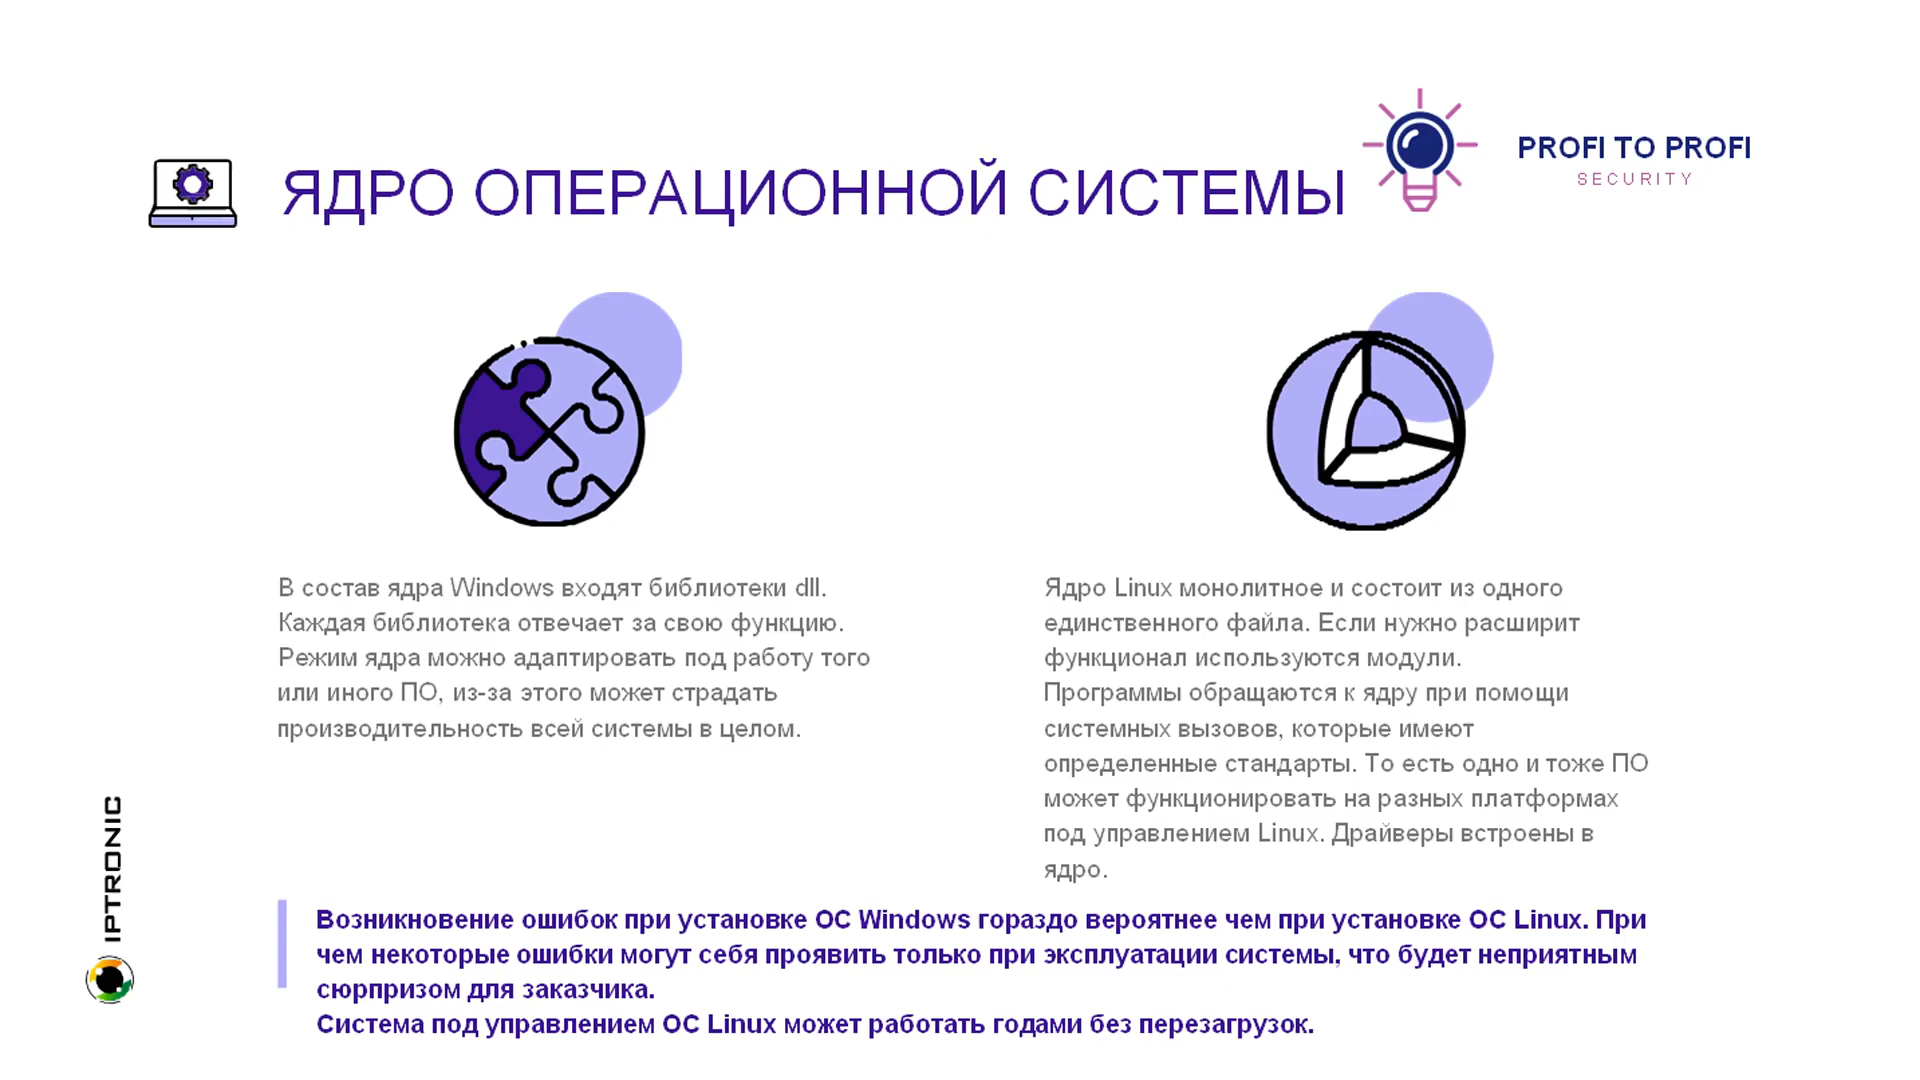 ЯДРО ОПЕРАЦИОННОЙ СИСТЕМЫ
PROFI TO PROFI
SECURITY
В состав ядра Windows входят библиотеки dll.
Каждая библиотека отвечает за свою функцию.
Режим ядра можно адаптировать под работу того
или иного ПО, из-за этого может страдать
производительность всей системы в целом.
Ядро Linux монолитное и состоит из одного
единственного файла. Если нужно расширит
функционал используются модули.
Программы обращаются к ядру при помощи
системных вызовов, которые имеют
определенные стандарты. То есть одно и тоже ПО
может функционировать на разных платформах
под управлением Linux. Драйверы встроены в
ядро.
IPTRONIC
Возникновение ошибок при установке ОС Windows гораздо вероятнее чем при установке ОС Linux. При
чем некоторые ошибки могут себя проявить только при эксплуатации системы, что будет неприятным
сюрпризом для заказчика.
Система под управлением ОС Linux может работать годами без перезагрузок.